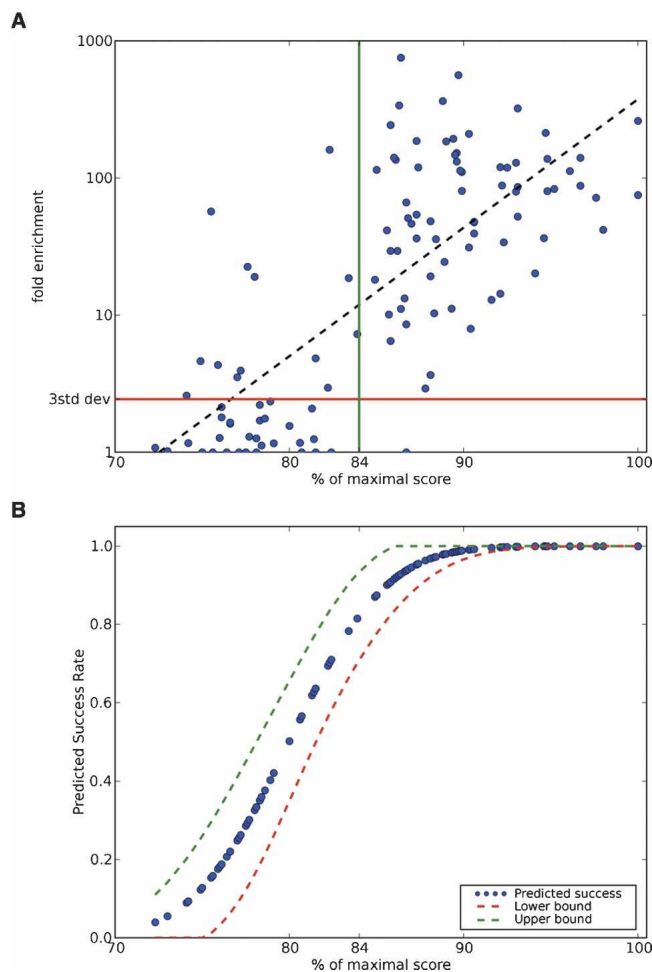 A
1000
100
10
3std dev
1
70
80
84
90
100
fold enrichment
% of maximal score
B
1.0
0.8
0.6
0.4
0.2
0.0
70
80
84
90
100
Predicted Success Rate
% of maximal score
Predicted success
Lower bound
Upper bound